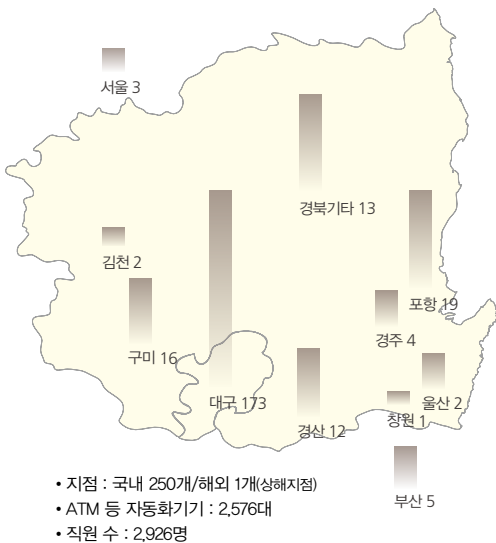 서울 3
경북기타 13
김천 2
포항 19
경주 4
구미 16
대구 173
울산 2
창원 1
경산 12
부산 5
• 지점 : 국내 250개/해외 1개(상해지점)
• ATM 등 자동화기기 : 2,576대
• 직원 수 : 2,926명